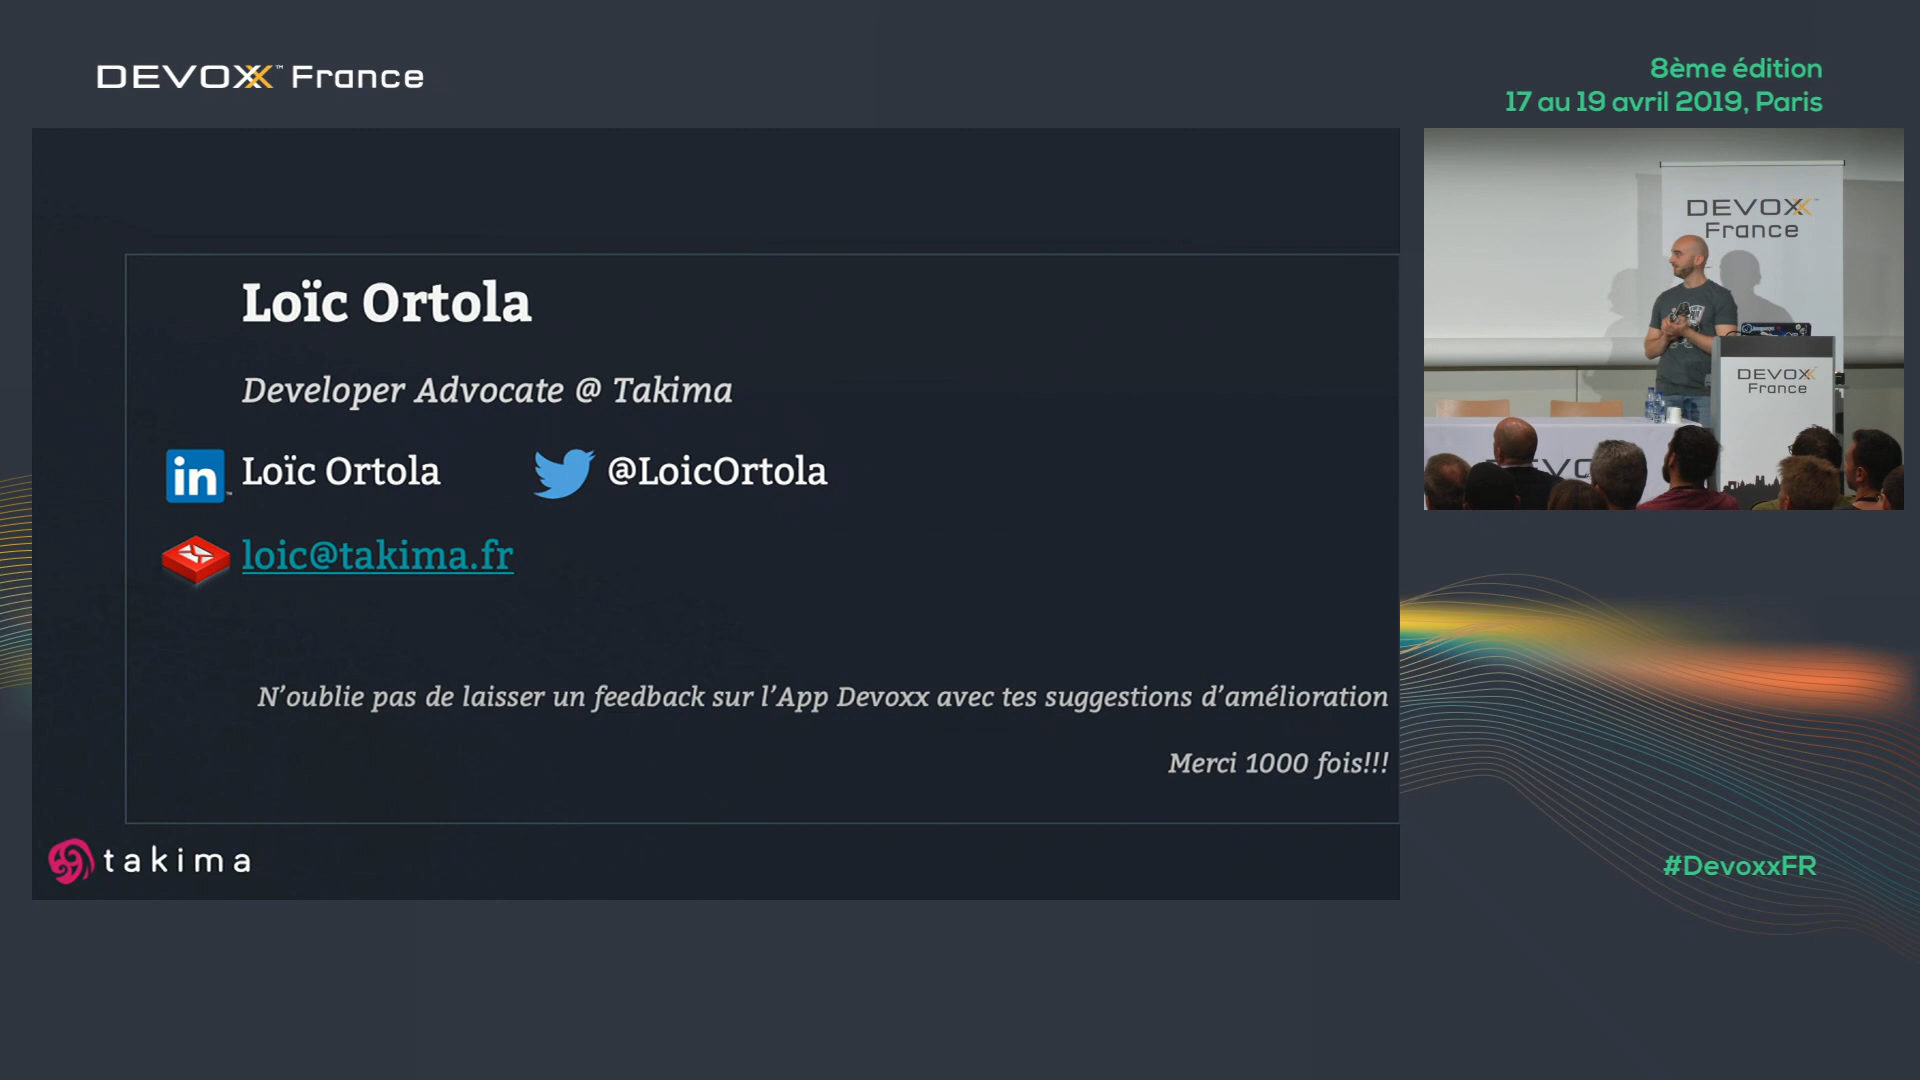 DEVOXX™ France
8ème édition
17 au 19 avril 2019, Paris
Loïc Ortola
Developer Advocate @ Takima
in™ Loïc Ortola
@LoicOrtola
loic@takima.fr
N'oublie pas de laisser un feedback sur l'App Devoxx avec tes suggestions d'amélioration
Merci 1000 fois!!!
takima
DEVOXX
France
DEVOXX
France
#DevoxxFR